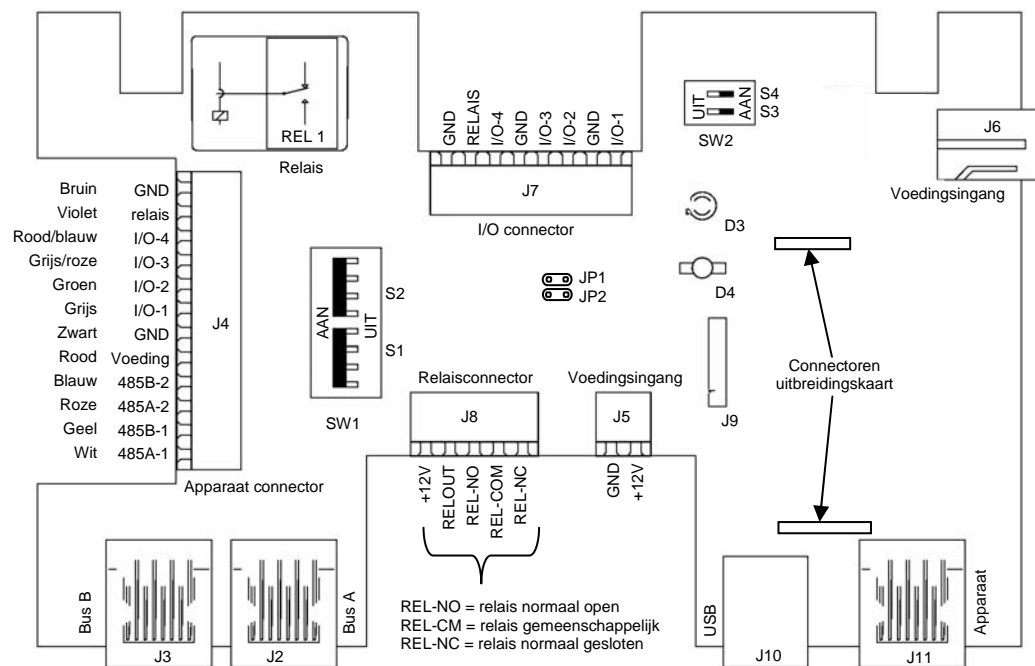 REL 1
Relais
GND
RELAIS
I/O-4
GND
I/O-3
I/O-2
GND
I/O-1
J7
I/O connector
UIT
AAN
S4
S3
SW2
J6
Voedingsingang
D3
D4
Bruin GND
Violet relais
Rood/blauw I/O-4
Grijs/roze I/O-3
Groen I/O-2
Grijs I/O-1
Zwart GND
Rood Voeding
Blauw 485B-2
Roze 485A-2
Geel 485B-1
Wit 485A-1
J4
Apparaat connector
AAN
UIT
S2
S1
SW1
JP1
JP2
Connectoren
uitbreidingskaart
J9
Relaisconnector
J8
+12V
RELOUT
REL-NO
REL-COM
REL-NC
Voedingsingang
J5
GND
+12V
REL-NO = relais normaal open
REL-CM = relais gemeenschappelijk
REL-NC = relais normaal gesloten
Bus B
J3
J2
Bus A
USB
J10
J11
Apparaat